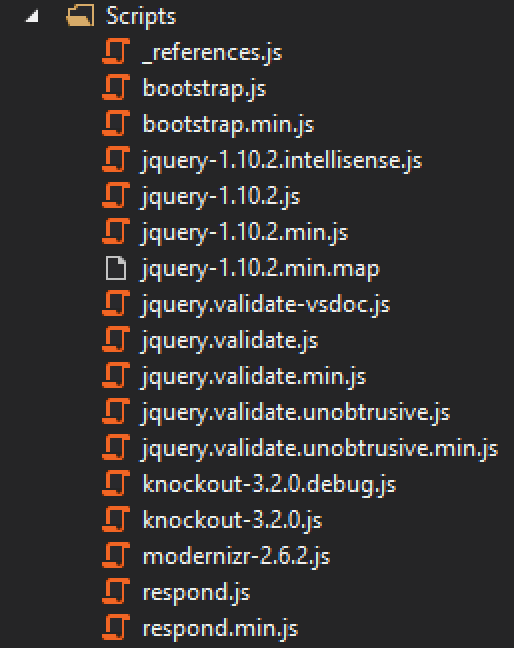 Scripts
_references.js
bootstrap.js
bootstrap.min.js
jquery-1.10.2.intellisense.js
jquery-1.10.2.js
jquery-1.10.2.min.js
jquery-1.10.2.min.map
jquery.validate-vsdoc.js
jquery.validate.js
jquery.validate.min.js
jquery.validate.unobtrusive.js
jquery.validate.unobtrusive.min.js
knockout-3.2.0.debug.js
knockout-3.2.0.js
modernizr-2.6.2.js
respond.js
respond.min.js